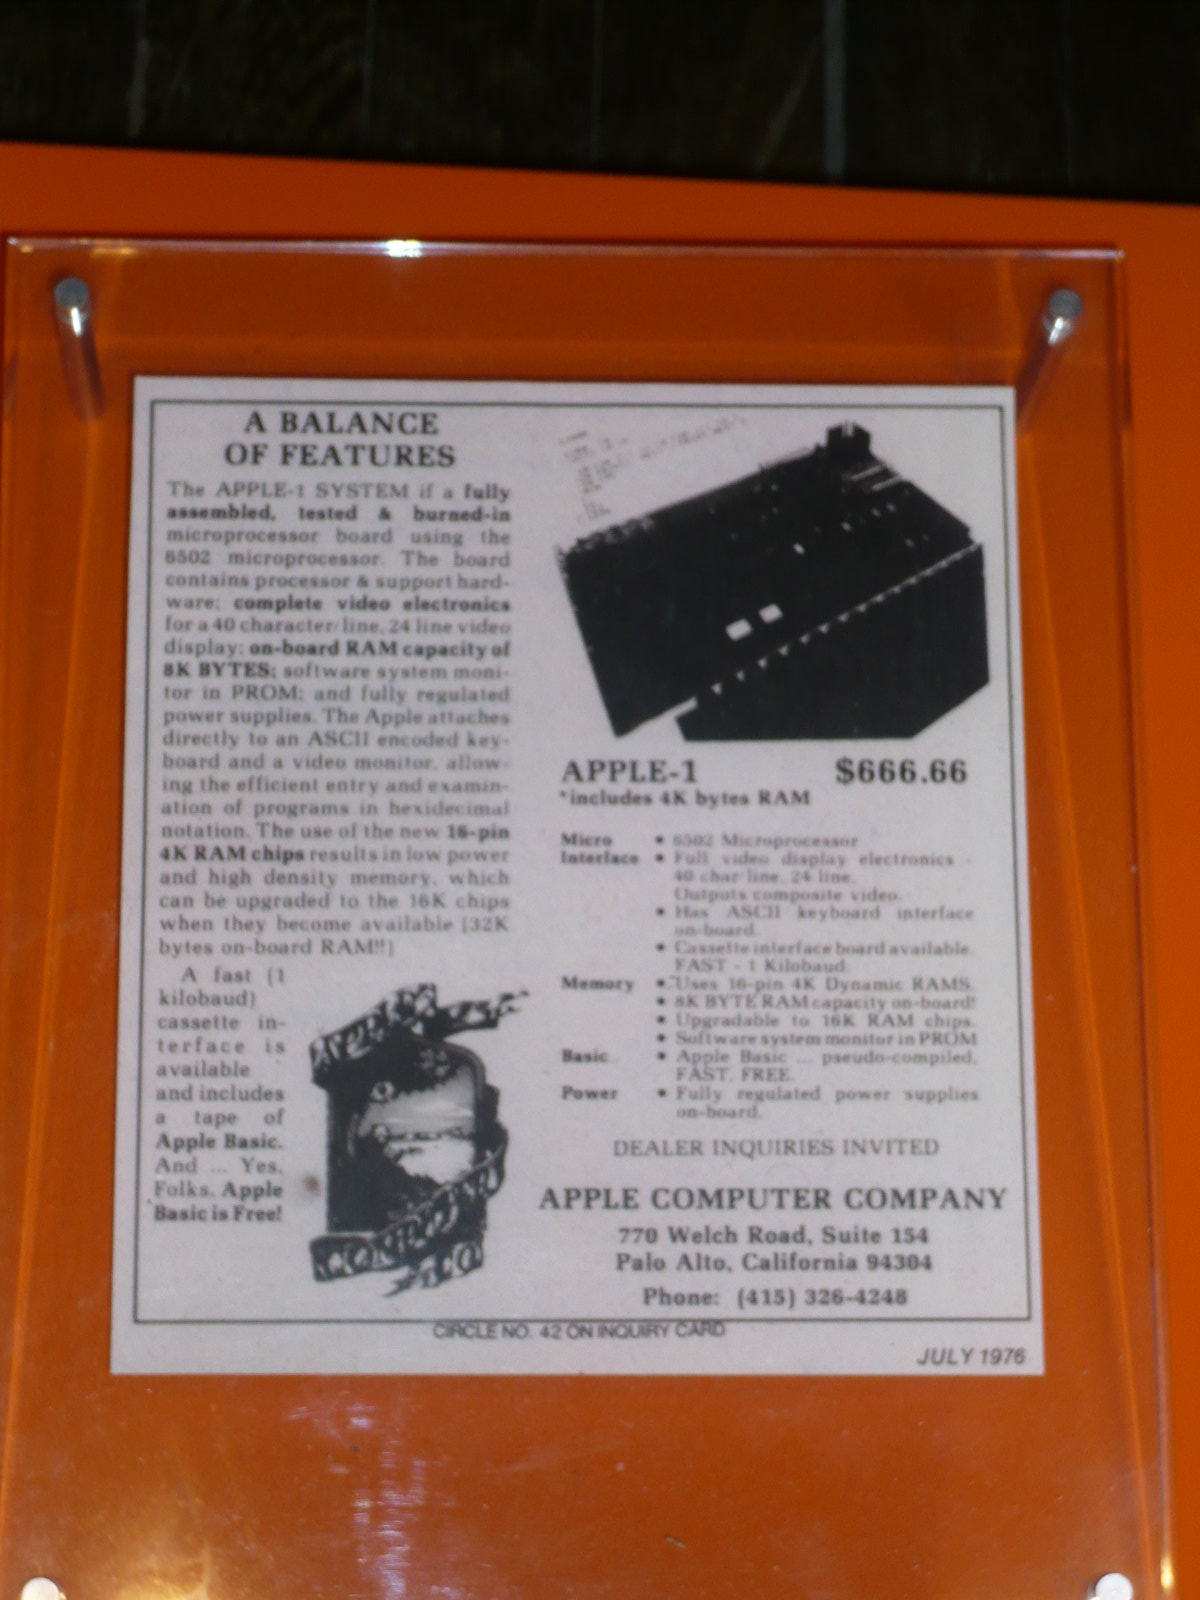 A BALANCE
OF FEATURES
The APPLE-1 SYSTEM if a fully
assembled, tested & burned-in
microprocessor board using the
6502 microprocessor. The board
contains processor & support hard-
ware; complete video electronics
for a 40 character/line, 24 line video
display; on-board RAM capacity of
8K BYTES; software system moni-
tor in PROM; and fully regulated
power supplies. The Apple attaches
directly to an ASCII encoded key-
board and a video monitor, allow-
ing the efficient entry and examin-
ation of programs in hexidecimal
notation. The use of the new 16-pin
4K RAM chips results in low power
and high density memory, which
can be upgraded to the 16K chips
when they become available [32K
bytes on-board RAM!!]
A fast (1
kilobaud)
cassette in-
terface is
available
and includes
a tape of
Apple Basic.
And ... Yes,
Folks, Apple
Basic is Free!
APPLE
COMPUTER
CO
APPLE-1 $666.66
*includes 4K bytes RAM
Micro • 6502 Microprocessor
Interface • Full video display electronics -
40 char/line, 24 line.
Outputs composite video.
• Has ASCII keyboard interface
on-board.
• Cassette interface board available.
FAST - 1 Kilobaud.
Memory • Uses 16-pin 4K Dynamic RAMS.
• 8K BYTE RAM capacity on-board!
• Upgradable to 16K RAM chips.
• Software system monitor in PROM
Basic • Apple Basic ... pseudo-compiled,
FAST, FREE.
Power • Fully regulated power supplies
on-board.
DEALER INQUIRIES INVITED
APPLE COMPUTER COMPANY
770 Welch Road, Suite 154
Palo Alto, California 94304
Phone: (415) 326-4248
CIRCLE NO. 42 ON INQUIRY CARD
JULY 1976